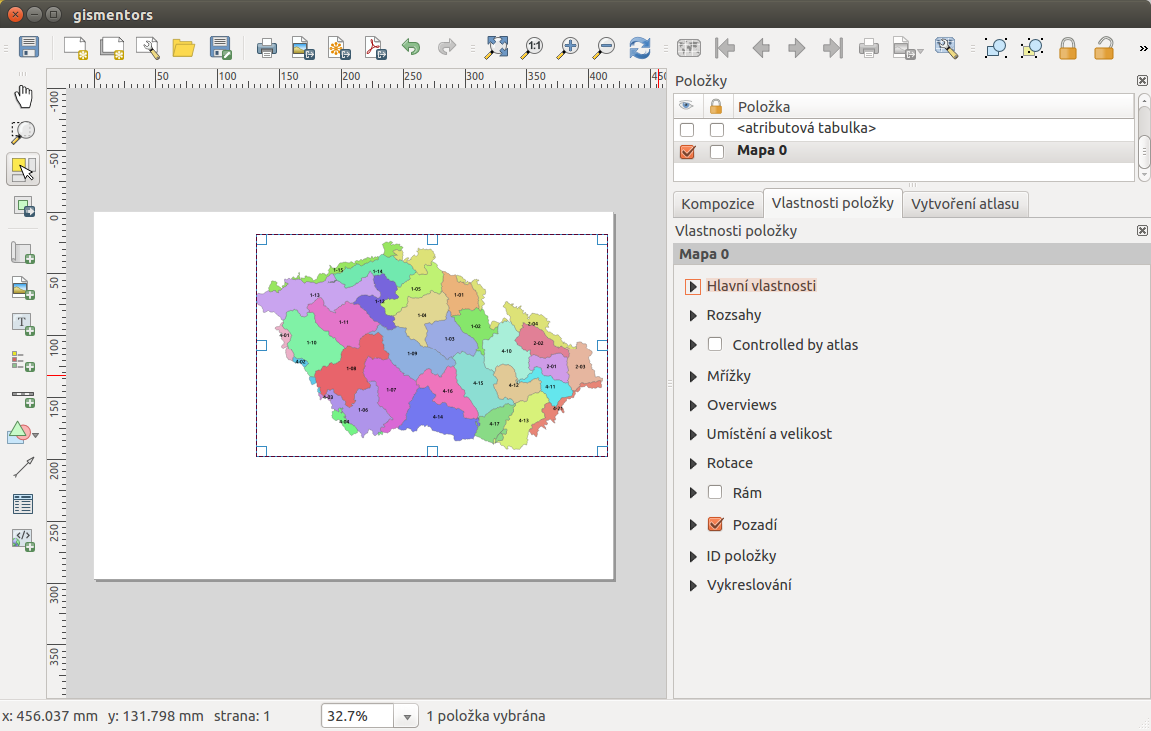 gismentors
1:1
»
0 50 100 150 200 250 300 350 400 450
-100
-50
0
50
100
150
200
250
300
350
Položky
Položka
<atributová tabulka>
Mapa 0
Kompozice Vlastnosti položky Vytvoření atlasu
Vlastnosti položky
Mapa 0
Hlavní vlastnosti
Rozsahy
Controlled by atlas
Mřížky
Overviews
Umístění a velikost
Rotace
Rám
Pozadí
ID položky
Vykreslování
1-15
1-14
1-13
1-12
1-05
1-01
1-11
1-04
1-02
2-04
4-01
1-10
1-03
2-02
1-09
4-10
4-02
1-08
2-01
2-03
4-15
4-12
4-11
1-07
4-16
4-03
1-06
4-21
4-14
4-04
4-17
4-13
x: 456.037 mm y: 131.798 mm strana: 1 32.7% 1 položka vybrána